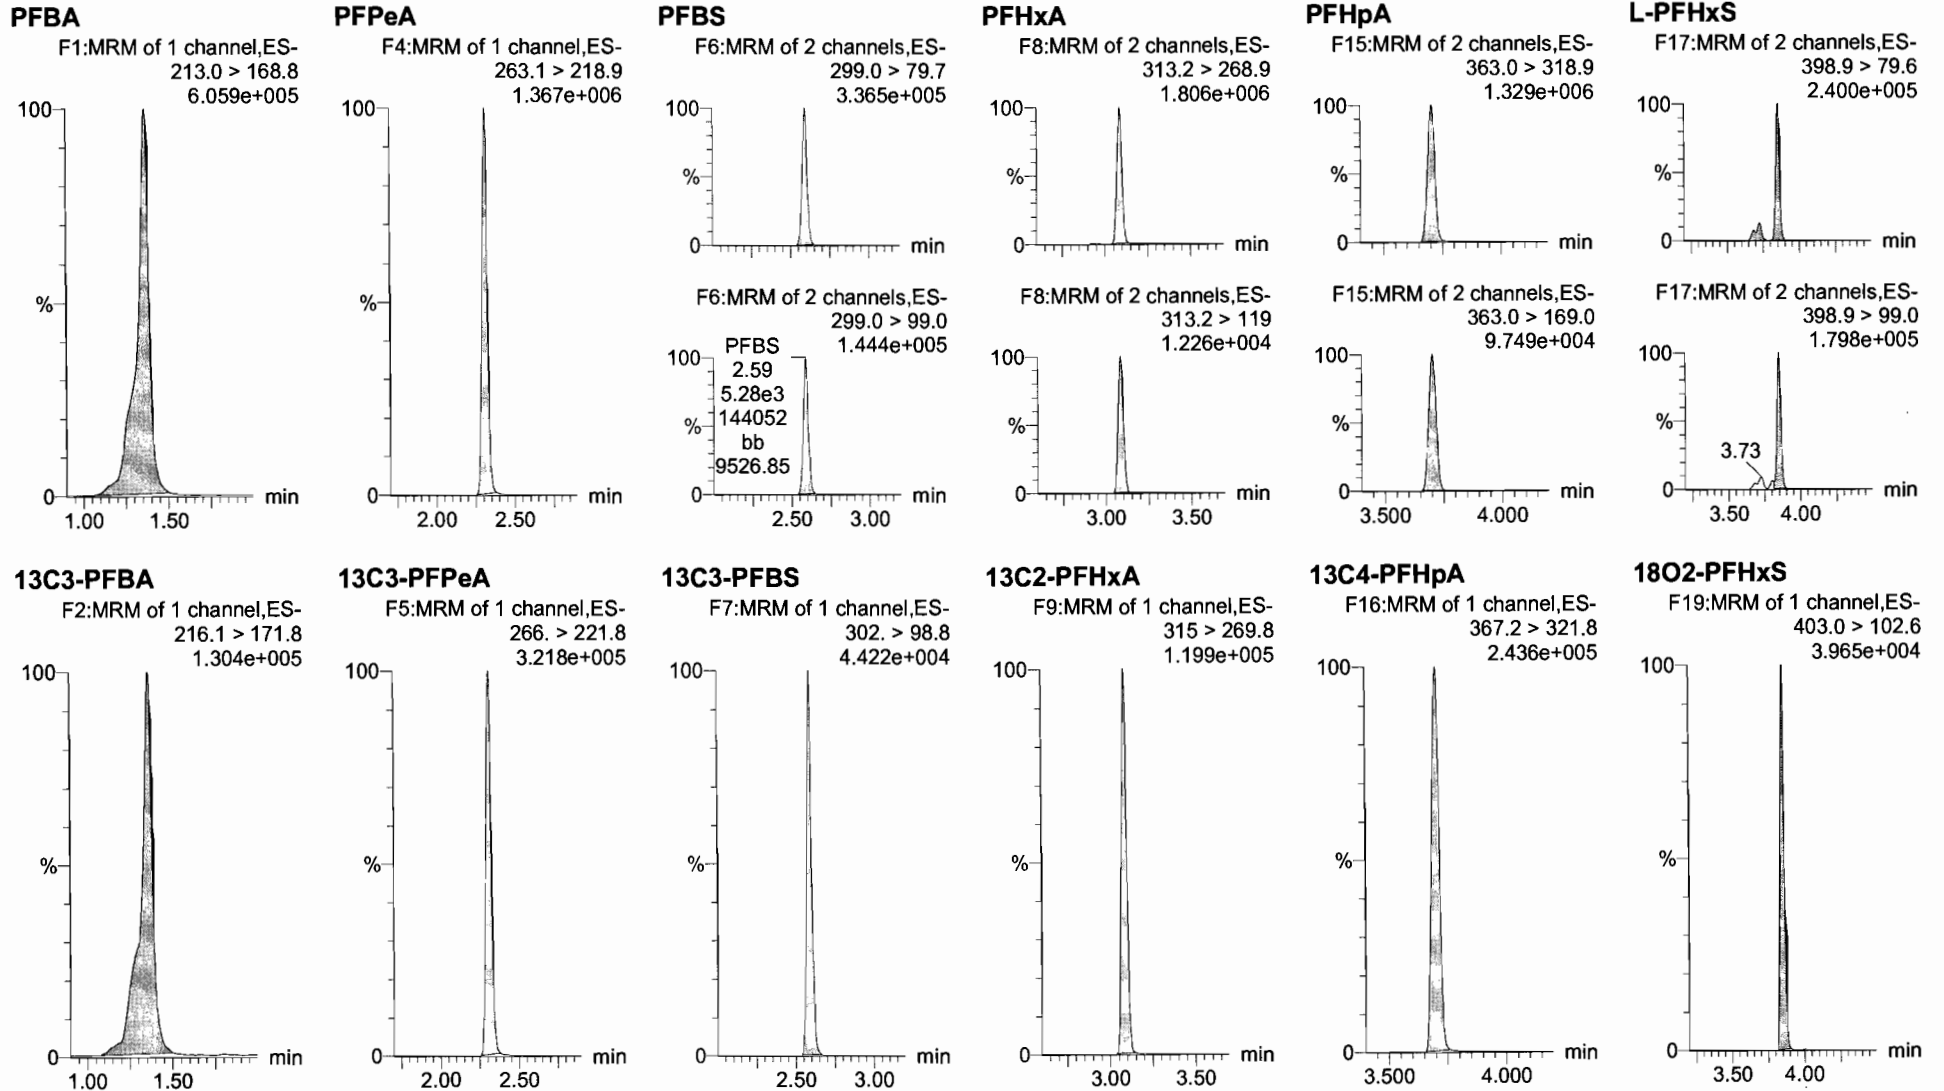 PFBA
F1:MRM of 1 channel,ES-
213.0 > 168.8
6.059e+005
100
%
0
min
1.00 1.50
PFPeA
F4:MRM of 1 channel,ES-
263.1 > 218.9
1.367e+006
100
%
0
min
2.00 2.50
PFBS
F6:MRM of 2 channels,ES-
299.0 > 79.7
3.365e+005
100
%
0
min
F6:MRM of 2 channels,ES-
299.0 > 99.0
1.444e+005
PFBS
2.59
5.28e3
144052
bb
9526.85
100
%
0
min
2.50 3.00
PFHxA
F8:MRM of 2 channels,ES-
313.2 > 268.9
1.806e+006
100
%
0
min
F8:MRM of 2 channels,ES-
313.2 > 119
1.226e+004
100
%
0
min
3.00 3.50
PFHpA
F15:MRM of 2 channels,ES-
363.0 > 318.9
1.329e+006
100
%
0
min
F15:MRM of 2 channels,ES-
363.0 > 169.0
9.749e+004
100
%
0
min
3.500 4.000
L-PFHxS
F17:MRM of 2 channels,ES-
398.9 > 79.6
2.400e+005
100
%
0
min
F17:MRM of 2 channels,ES-
398.9 > 99.0
1.798e+005
100
%
3.73
0
min
3.50 4.00
13C3-PFBA
F2:MRM of 1 channel,ES-
216.1 > 171.8
1.304e+005
100
%
0
min
1.00 1.50
13C3-PFPeA
F5:MRM of 1 channel,ES-
266. > 221.8
3.218e+005
100
%
0
min
2.00 2.50
13C3-PFBS
F7:MRM of 1 channel,ES-
302. > 98.8
4.422e+004
100
%
0
min
2.50 3.00
13C2-PFHxA
F9:MRM of 1 channel,ES-
315 > 269.8
1.199e+005
100
%
0
min
3.00 3.50
13C4-PFHpA
F16:MRM of 1 channel,ES-
367.2 > 321.8
2.436e+005
100
%
0
min
3.500 4.000
18O2-PFHxS
F19:MRM of 1 channel,ES-
403.0 > 102.6
3.965e+004
100
%
0
min
3.50 4.00